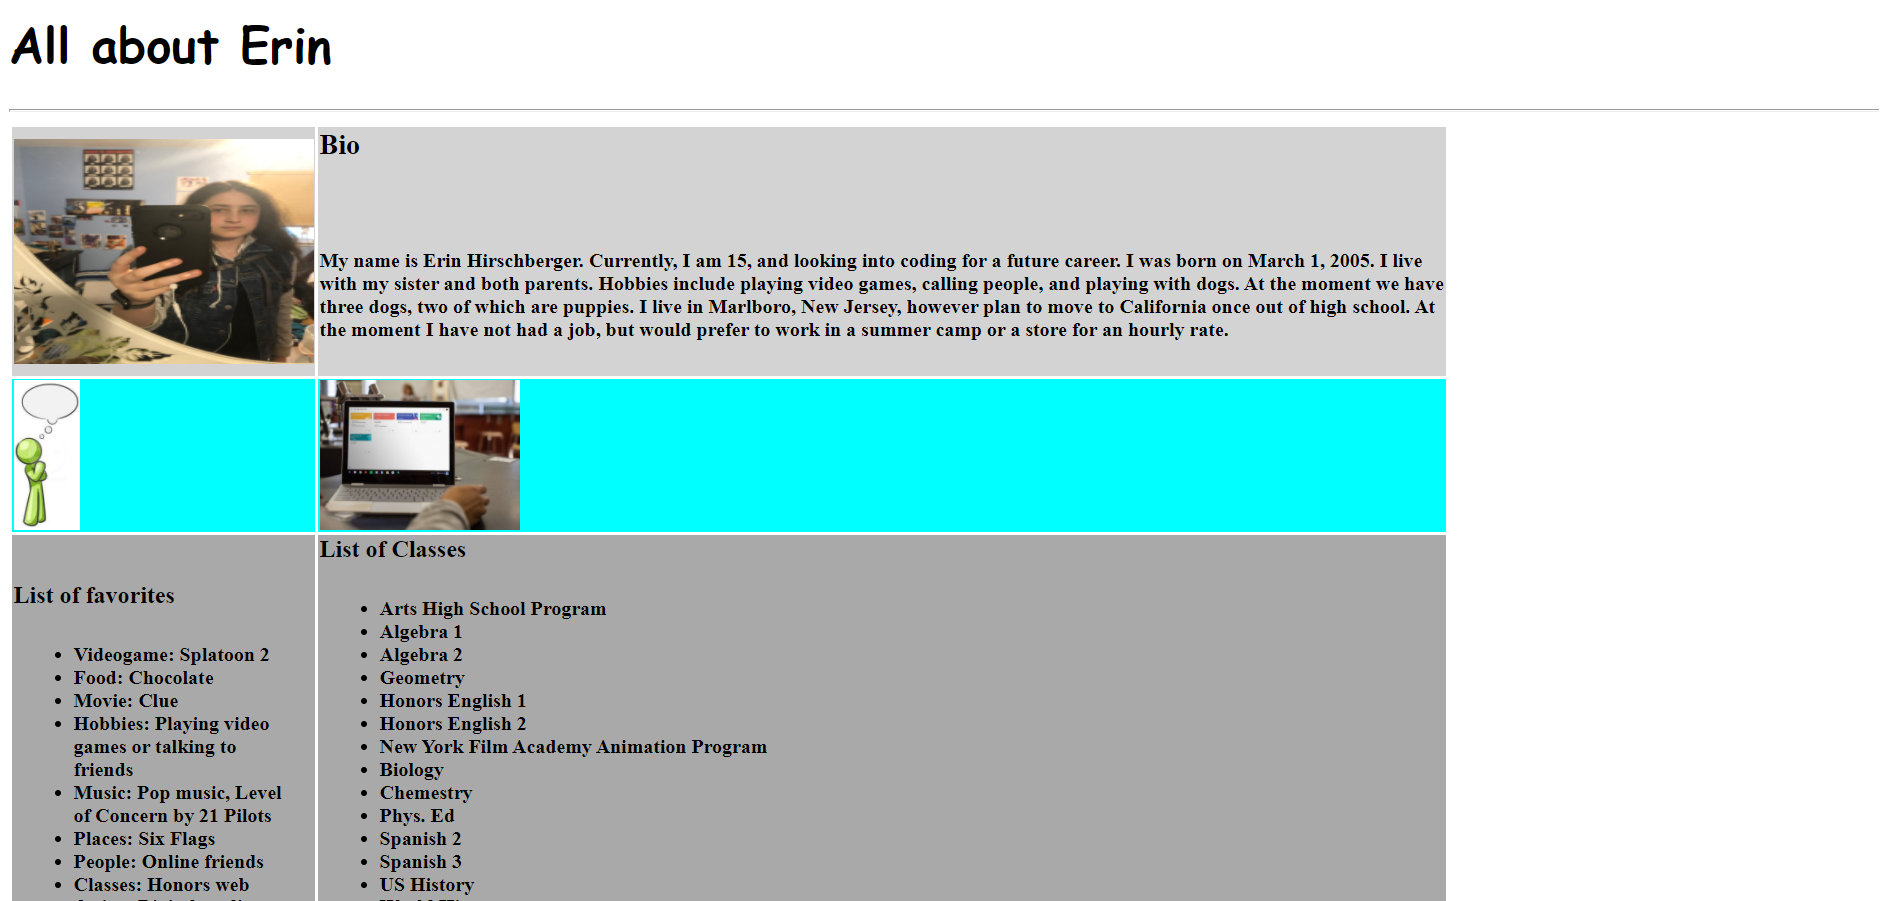 All about Erin
Bio
My name is Erin Hirschberger. Currently, I am 15, and looking into coding for a future career. I was born on March 1, 2005. I live
with my sister and both parents. Hobbies include playing video games, calling people, and playing with dogs. At the moment we have
three dogs, two of which are puppies. I live in Marlboro, New Jersey, however plan to move to California once out of high school. At
the moment I have not had a job, but would prefer to work in a summer camp or a store for an hourly rate.
List of favorites
• Videogame: Splatoon 2
• Food: Chocolate
• Movie: Clue
• Hobbies: Playing video
games or talking to
friends
• Music: Pop music, Level
of Concern by 21 Pilots
• Places: Six Flags
• People: Online friends
• Classes: Honors web
List of Classes
• Arts High School Program
• Algebra 1
• Algebra 2
• Geometry
• Honors English 1
• Honors English 2
• New York Film Academy Animation Program
• Biology
• Chemestry
• Phys. Ed
• Spanish 2
• Spanish 3
• US History